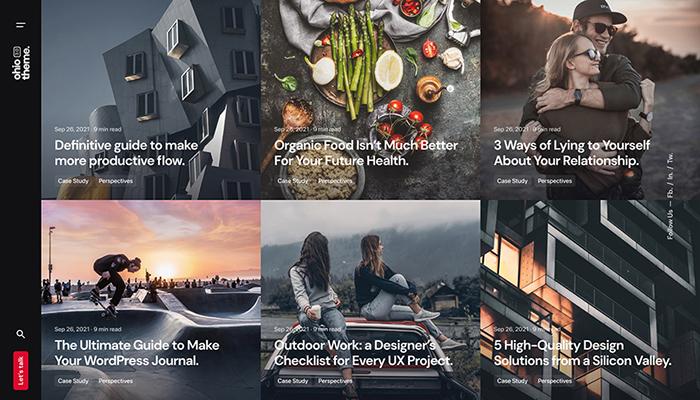 ohio
theme.
Let's talk
Sep 26, 2021 · 9 min read
Definitive guide to make
more productive flow.
Case Study Perspectives
Sep 26, 2021 · 9 min read
Organic Food Isn't Much Better
For Your Future Health.
Case Study Perspectives
Sep 26, 2021 · 9 min read
3 Ways of Lying to Yourself
About Your Relationship.
Case Study Perspectives
Sep 26, 2021 · 9 min read
The Ultimate Guide to Make
Your WordPress Journal.
Case Study Perspectives
Sep 26, 2021 · 9 min read
Outdoor Work: a Designer's
Checklist for Every UX Project.
Case Study Perspectives
Sep 26, 2021 · 9 min read
5 High-Quality Design
Solutions from a Silicon Valley.
Case Study Perspectives
Follow Us — Fb. / In. / Tw.